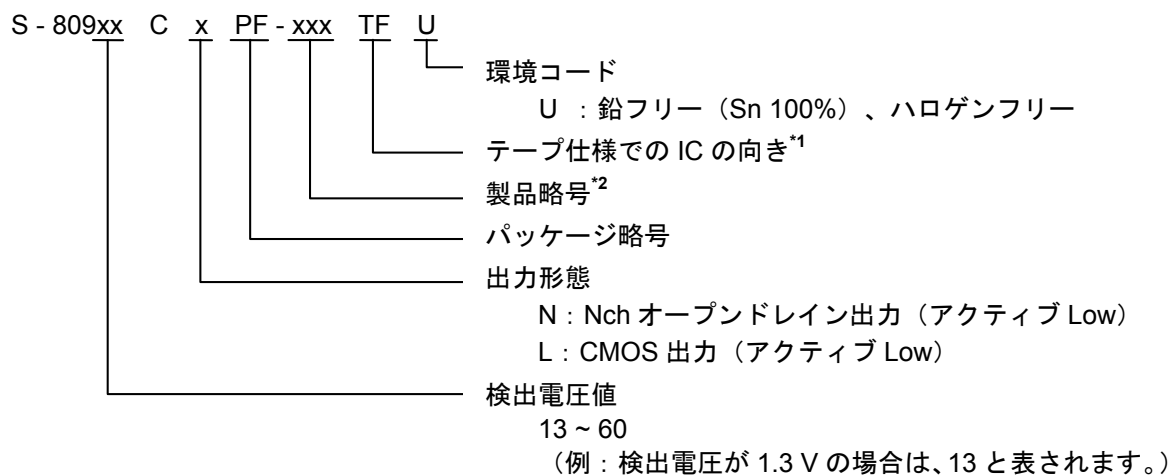 S - 809xx C x PF - xxx TF U
環境コード
U : 鉛フリー（Sn 100%）、ハロゲンフリー
テープ仕様での IC の向き*1
製品略号*2
パッケージ略号
出力形態
N : Nch オープンドレイン出力（アクティブ Low）
L : CMOS 出力（アクティブ Low）
検出電圧値
13 ~ 60
（例 : 検出電圧が 1.3 V の場合は、13 と表されます。）